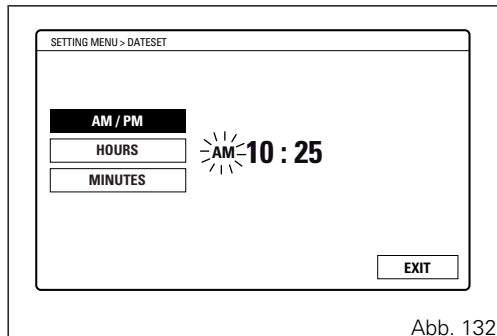 SETTING MENU > DATESET
AM / PM
HOURS
AM 10 : 25
MINUTES
EXIT
Abb. 132